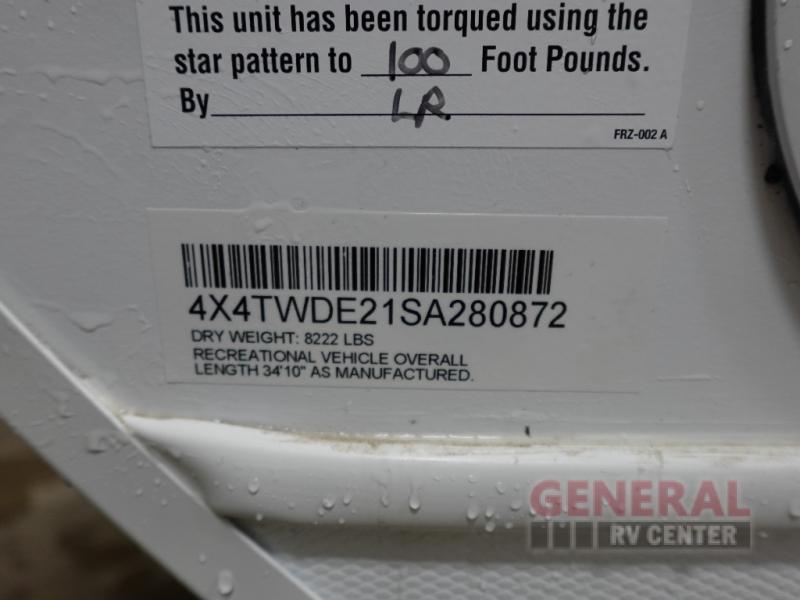 This unit has been torqued using the
star pattern to 100 Foot Pounds.
By LR.
FRZ-002 A
4X4TWDE21SA280872
DRY WEIGHT: 8222 LBS
RECREATIONAL VEHICLE OVERALL
LENGTH 34'10" AS MANUFACTURED.
GENERAL
RV CENTER